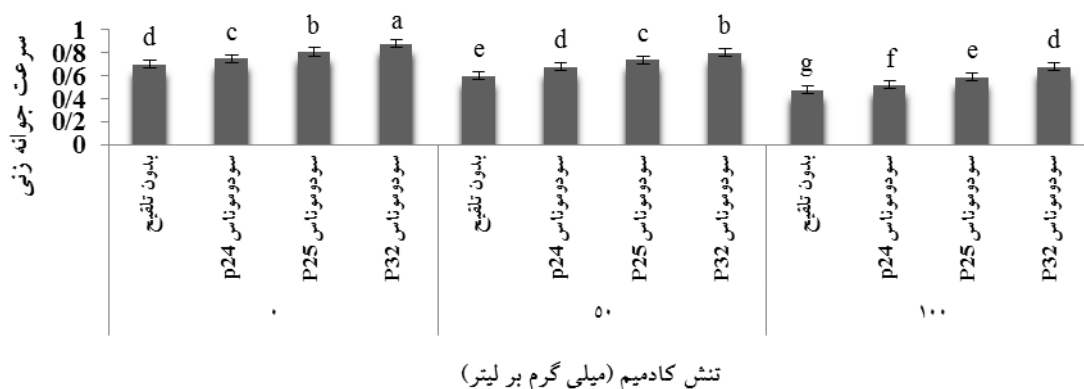 سرعت جوانه زنی
1
0/8
0/6
0/4
0/2
0
d
c
b
a
e
d
c
b
g
f
e
d
بدون تلقیح
سودوموناس p24
سودوموناس P25
سودوموناس P32
بدون تلقیح
سودوموناس p24
سودوموناس P25
سودوموناس P32
بدون تلقیح
سودوموناس p24
سودوموناس P25
سودوموناس P32
۰
۵۰
۱۰۰
تنش کادمیم (میلی گرم بر لیتر)